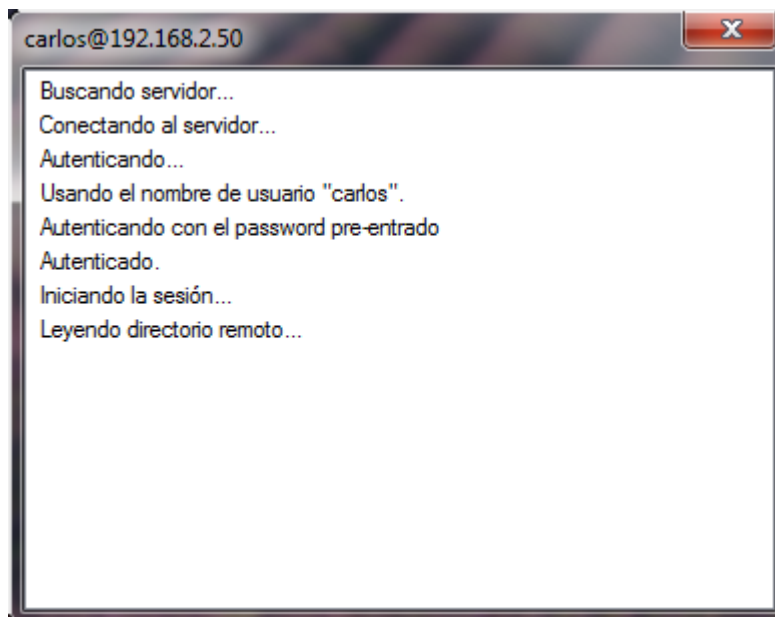 carlos@192.168.2.50
Buscando servidor...
Conectando al servidor...
Autenticando...
Usando el nombre de usuario "carlos".
Autenticando con el password pre-entrado
Autenticado.
Iniciando la sesión...
Leyendo directorio remoto...